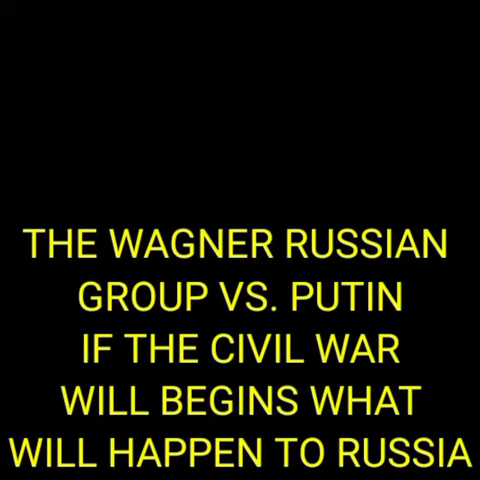 THE WAGNER RUSSIAN
GROUP VS. PUTIN
IF THE CIVIL WAR
WILL BEGINS WHAT
WILL HAPPEN TO RUSSIA